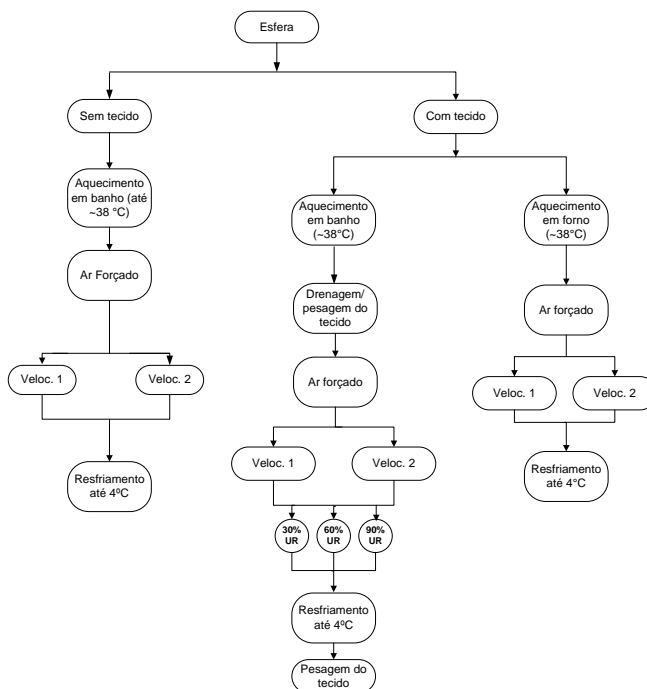 Esfera
Sem tecido
Com tecido
Aquecimento
em banho (até
~38 °C)
Aquecimento
em banho
(~38°C)
Aquecimento
em forno
(~38°C)
Ar Forçado
Drenagem/
pesagem do
tecido
Ar forçado
Veloc. 1
Veloc. 2
Ar forçado
Veloc. 1
Veloc. 2
Veloc. 1
Veloc. 2
Resfriamento
até 4ºC
Resfriamento
até 4°C
30%
UR
60%
UR
90%
UR
Resfriamento
até 4ºC
Pesagem do
tecido